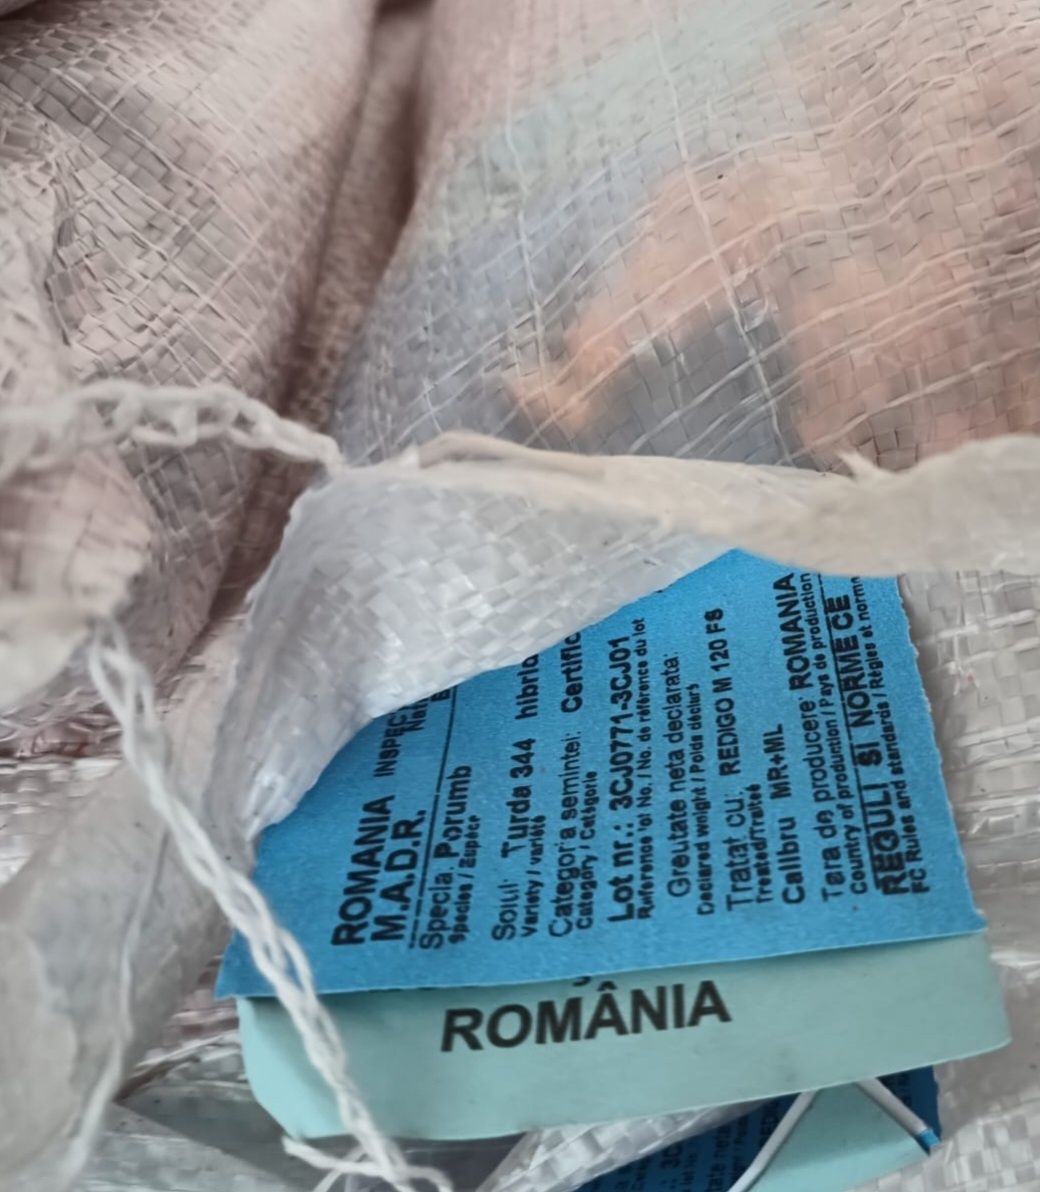 ROMANIA INSPEC
M.A.D.R.
Specia. Porumb
Species / Espèce
Soiul: Turda 344 hibrid
Variety / variété
Categoria semintei: Certific
Category / Catégorie
Lot nr.: 3CJ0771-3CJ01
Reference lot No. / No. de référence du lot
Greutate neta declarata:
Declared weight / Poids déclaré
Tratat cu: REDIGO M 120 FS
Treated/Traitée
Calibru MR+ML
Tara de producere ROMANIA
Country of production / Pays de production
REGULI SI NORME CE
EC Rules and standards / Règles et norme
ROMÂNIA